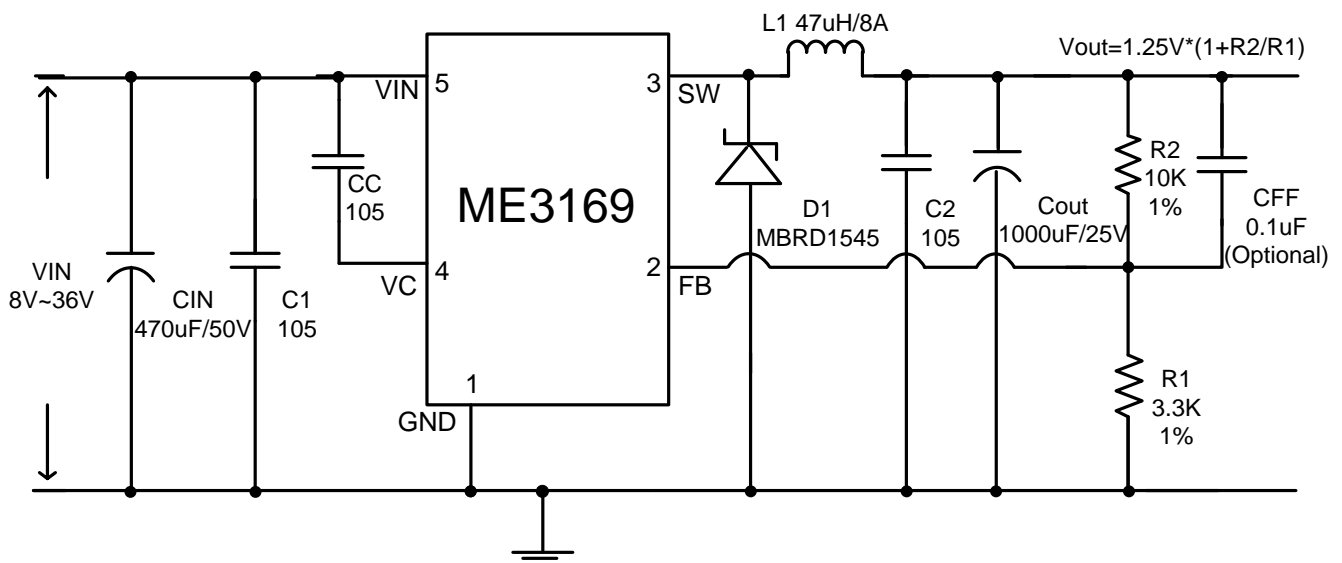 L1 47uH/8A
Vout=1.25V*(1+R2/R1)
VIN
5
3
SW
CC
105
ME3169
R2
10K
1%
CFF
0.1uF
(Optional)
D1
MBRD1545
C2
105
Cout
1000uF/25V
VIN
8V~36V
CIN
470uF/50V
C1
105
4
VC
2
FB
1
GND
R1
3.3K
1%